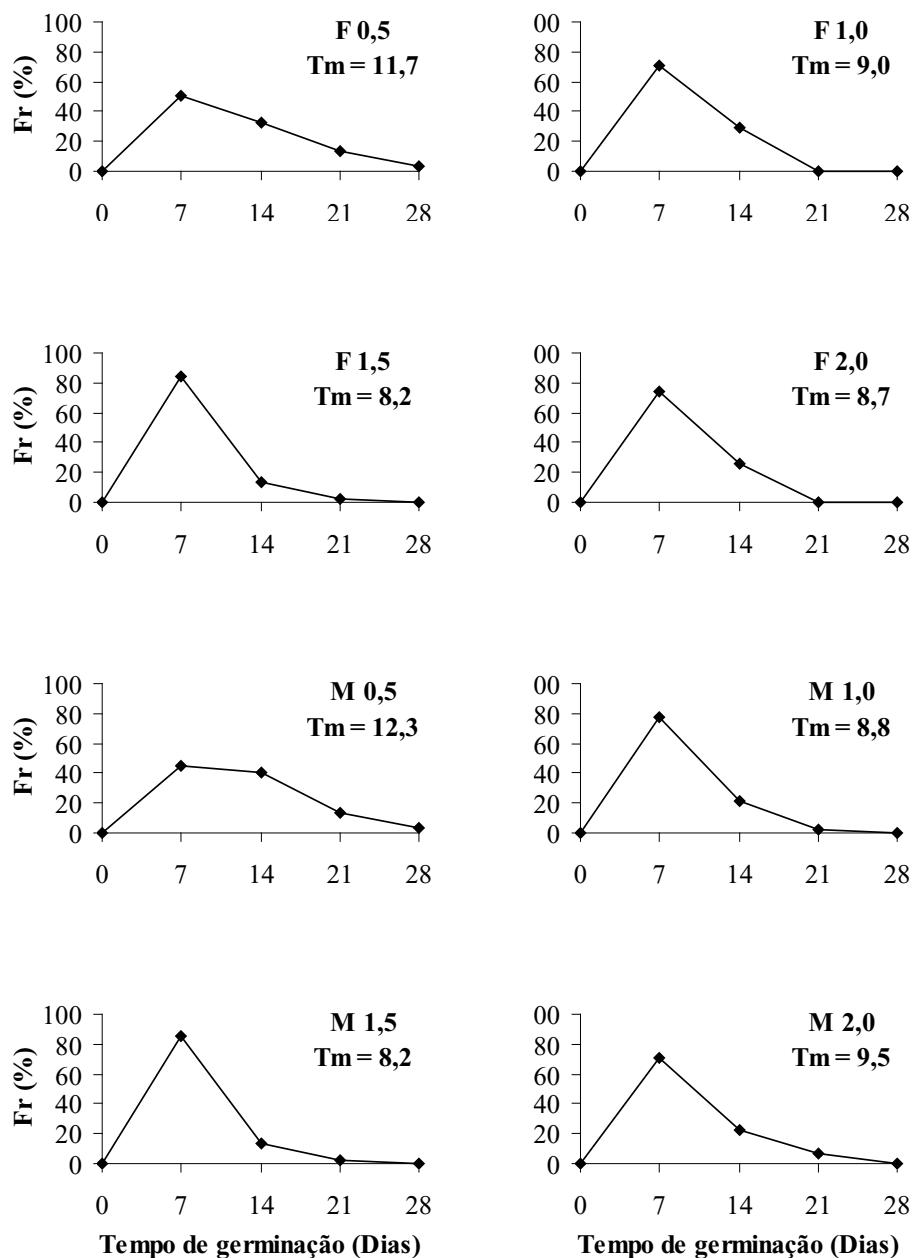 100
80
60
40
20
0
Fr (%)
F 0,5
Tm = 11,7
0 7 14 21 28
00
80
60
40
20
0
F 1,0
Tm = 9,0
0 7 14 21 28
100
80
60
40
20
0
Fr (%)
F 1,5
Tm = 8,2
0 7 14 21 28
00
80
60
40
20
0
F 2,0
Tm = 8,7
0 7 14 21 28
100
80
60
40
20
0
Fr (%)
M 0,5
Tm = 12,3
0 7 14 21 28
00
80
60
40
20
0
M 1,0
Tm = 8,8
0 7 14 21 28
100
80
60
40
20
0
Fr (%)
M 1,5
Tm = 8,2
0 7 14 21 28
Tempo de germinação (Dias)
00
80
60
40
20
0
M 2,0
Tm = 9,5
0 7 14 21 28
Tempo de germinação (Dias)